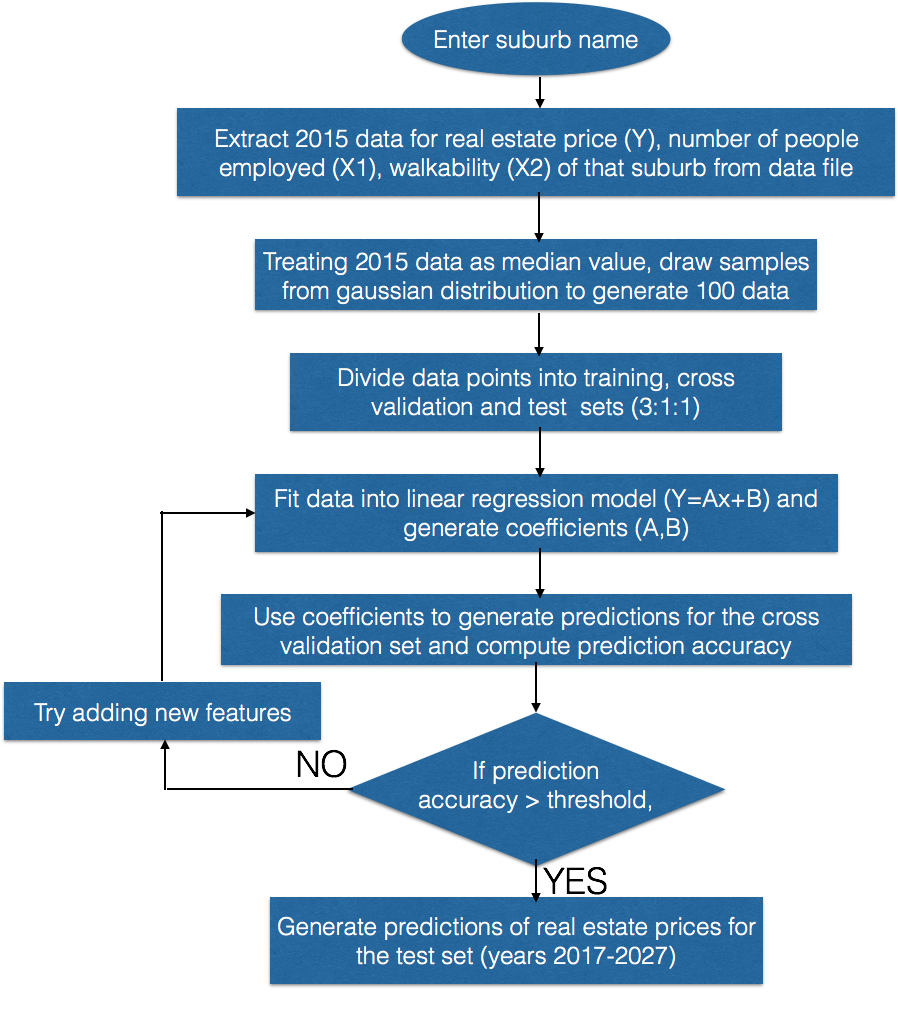 Enter suburb name
Extract 2015 data for real estate price (Y), number of people
employed (X1), walkability (X2) of that suburb from data file
Treating 2015 data as median value, draw samples
from gaussian distribution to generate 100 data
Divide data points into training, cross
validation and test sets (3:1:1)
Fit data into linear regression model (Y=Ax+B) and
generate coefficients (A,B)
Use coefficients to generate predictions for the cross
validation set and compute prediction accuracy
Try adding new features
NO
If prediction
accuracy > threshold,
YES
Generate predictions of real estate prices for
the test set (years 2017-2027)